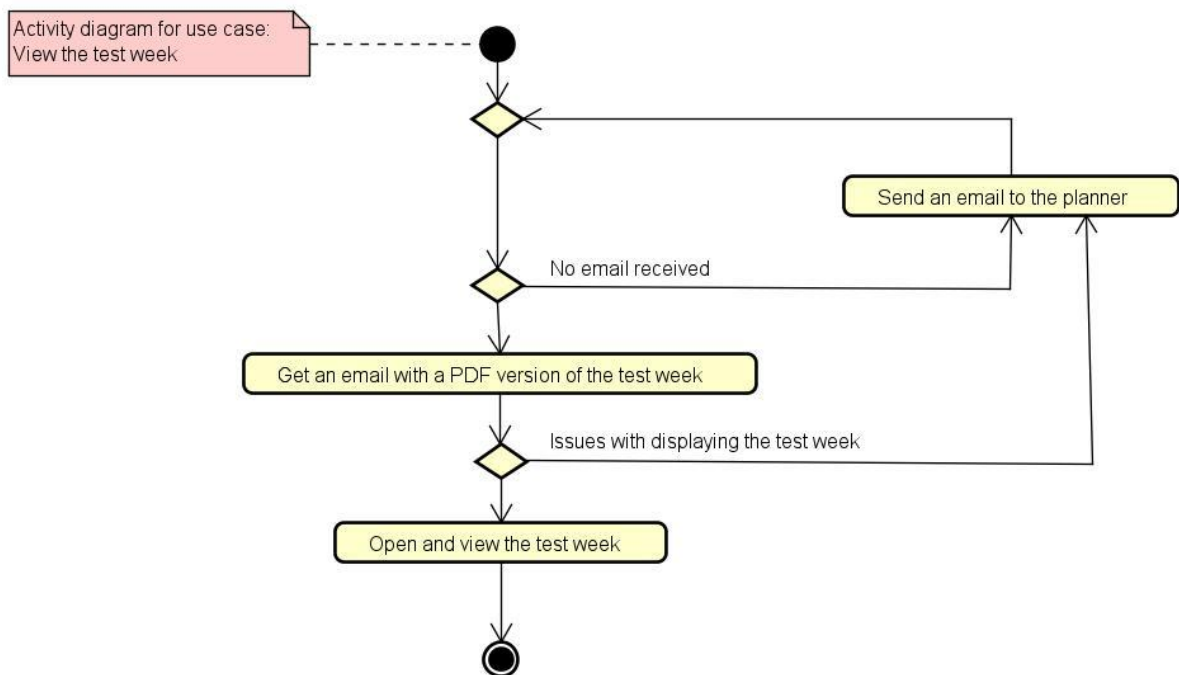 Activity diagram for use case:
View the test week
Send an email to the planner
No email received
Get an email with a PDF version of the test week
Issues with displaying the test week
Open and view the test week